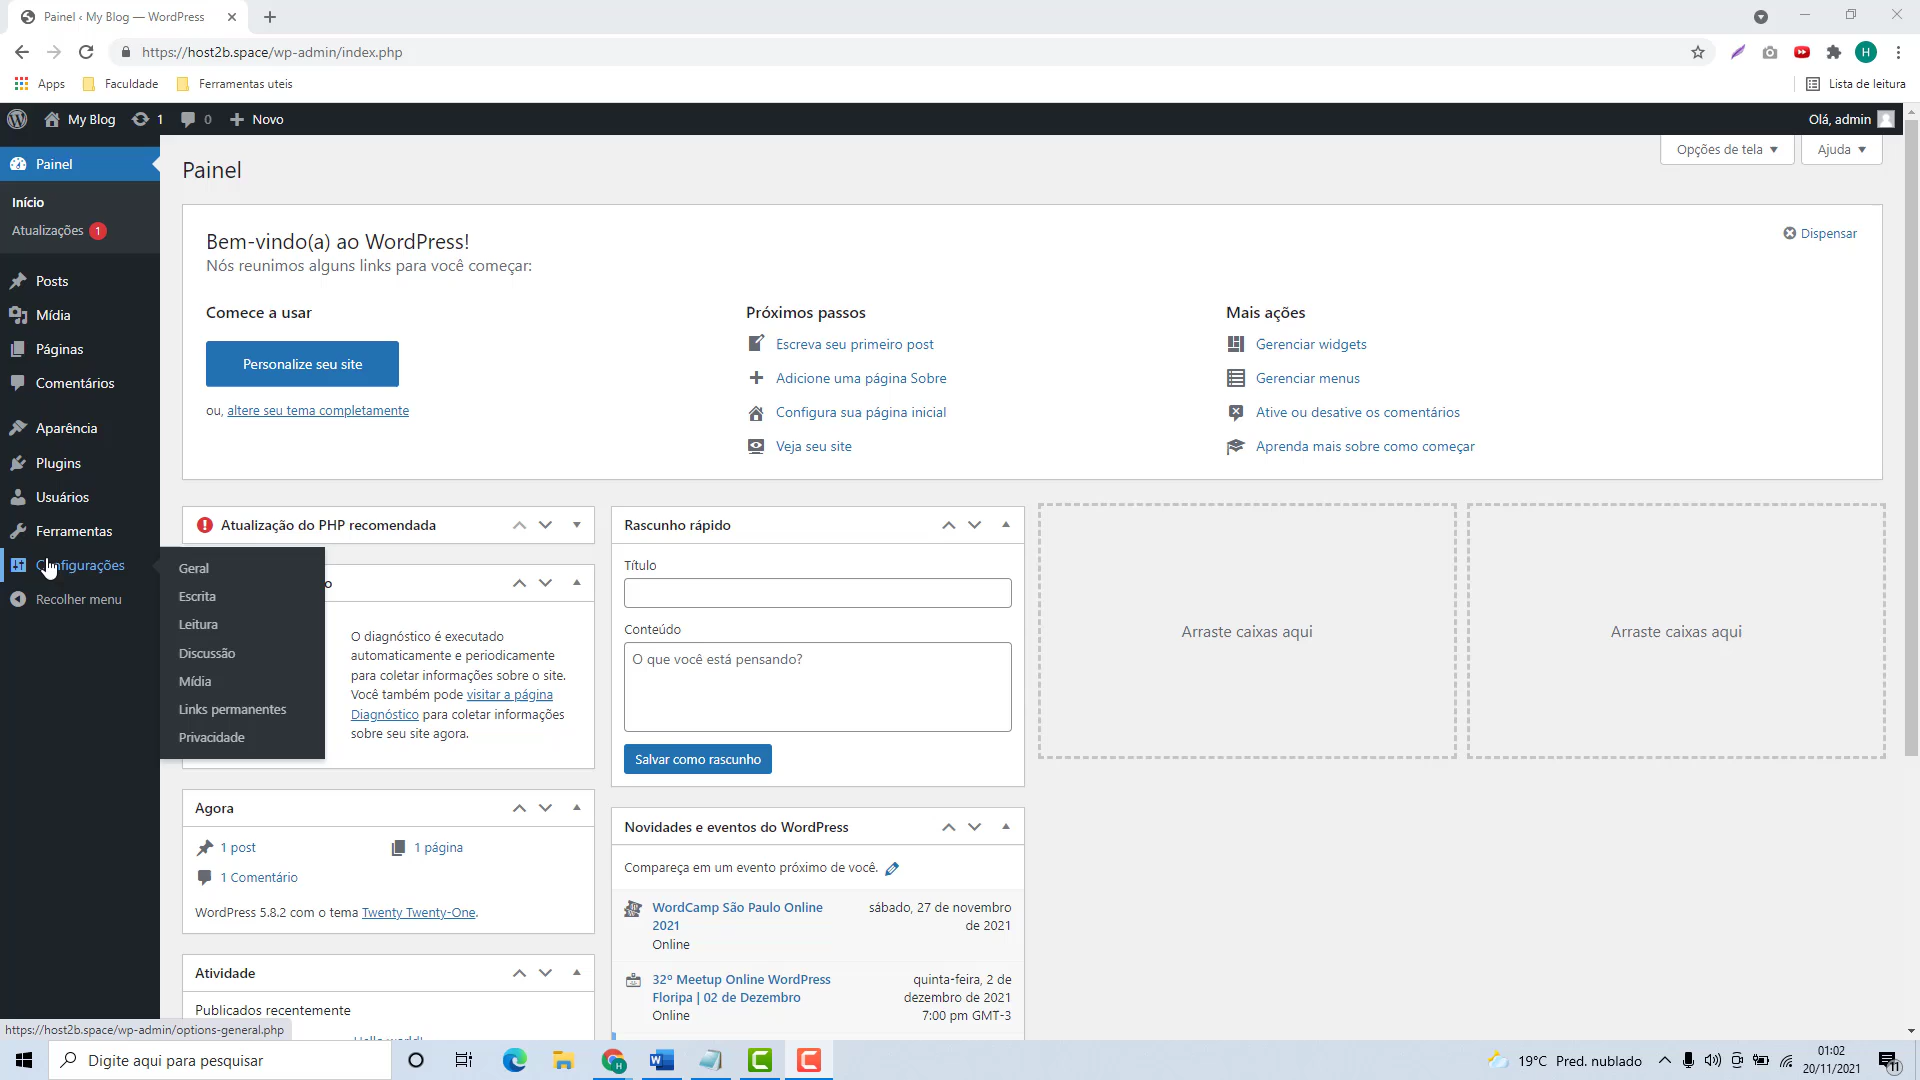 Painel ‹ My Blog — WordPress
https://host2b.space/wp-admin/index.php
H
Apps
Faculdade
Ferramentas uteis
Lista de leitura
My Blog
1
0
Novo
Olá, admin
Painel
Início
Atualizações 1
Posts
Mídia
Páginas
Comentários
Aparência
Plugins
Usuários
Ferramentas
Configurações
Recolher menu
Geral
Escrita
Leitura
Discussão
Mídia
Links permanentes
Privacidade
Painel
Opções de tela
Ajuda
Bem-vindo(a) ao WordPress!
Nós reunimos alguns links para você começar:
Dispensar
Comece a usar
Personalize seu site
ou, altere seu tema completamente
Próximos passos
Escreva seu primeiro post
Adicione uma página Sobre
Configura sua página inicial
Veja seu site
Mais ações
Gerenciar widgets
Gerenciar menus
Ative ou desative os comentários
Aprenda mais sobre como começar
Atualização do PHP recomendada
o
O diagnóstico é executado
automaticamente e periodicamente
para coletar informações sobre o site.
Você também pode visitar a página
Diagnóstico para coletar informações
sobre seu site agora.
Agora
1 post
1 página
1 Comentário
WordPress 5.8.2 com o tema Twenty Twenty-One.
Atividade
Publicados recentemente
Rascunho rápido
Título
Conteúdo
O que você está pensando?
Salvar como rascunho
Novidades e eventos do WordPress
Compareça em um evento próximo de você.
WordCamp São Paulo Online
2021
Online
sábado, 27 de novembro
de 2021
32º Meetup Online WordPress
Floripa | 02 de Dezembro
Online
quinta-feira, 2 de
dezembro de 2021
7:00 pm GMT-3
Arraste caixas aqui
Arraste caixas aqui
https://host2b.space/wp-admin/options-general.php
Digite aqui para pesquisar
19°C Pred. nublado
01:02
20/11/2021
11